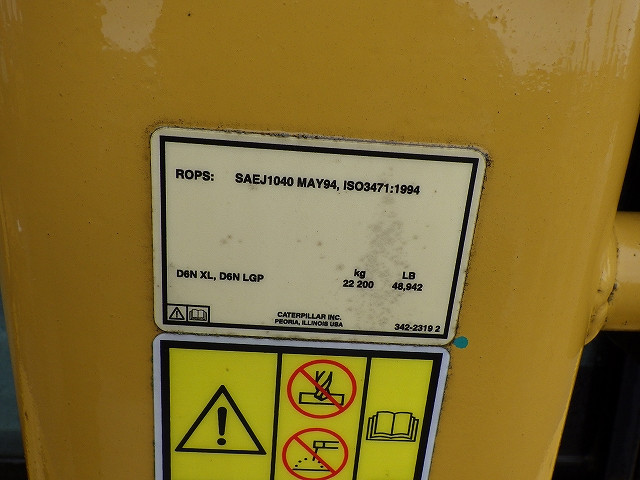 ROPS: SAEJ1040 MAY94, ISO3471:1994
kg LB
D6N XL, D6N LGP 22 200 48,942
CATERPILLAR INC.
PEORIA, ILLINOIS USA
342-2319 2